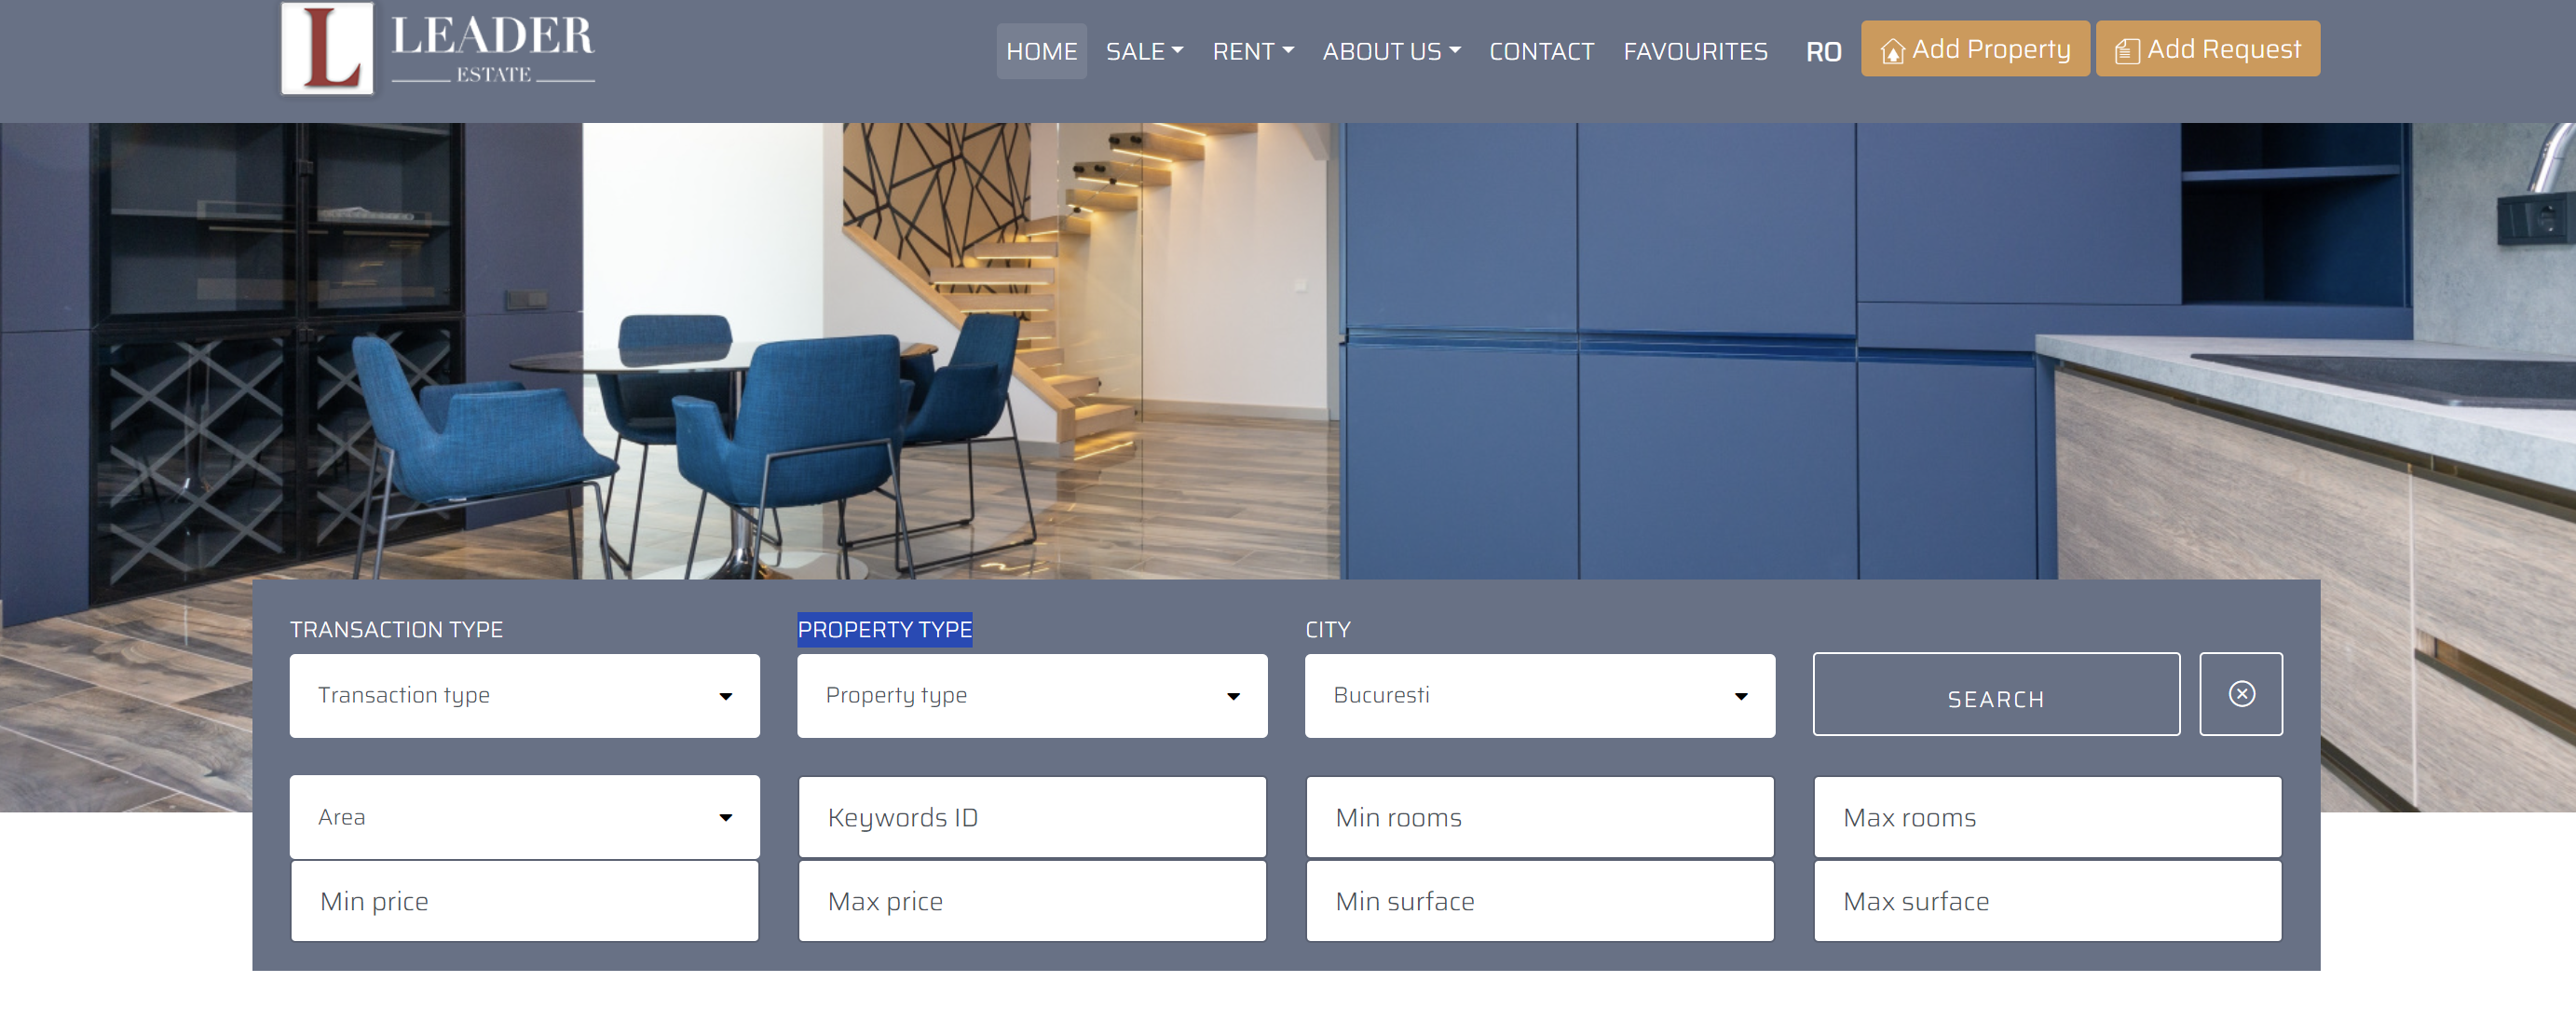 L LEADER
ESTATE
HOME SALE RENT ABOUT US CONTACT FAVOURITES RO Add Property Add Request
TRANSACTION TYPE PROPERTY TYPE CITY
Transaction type Property type Bucuresti SEARCH
Area Keywords ID Min rooms Max rooms
Min price Max price Min surface Max surface